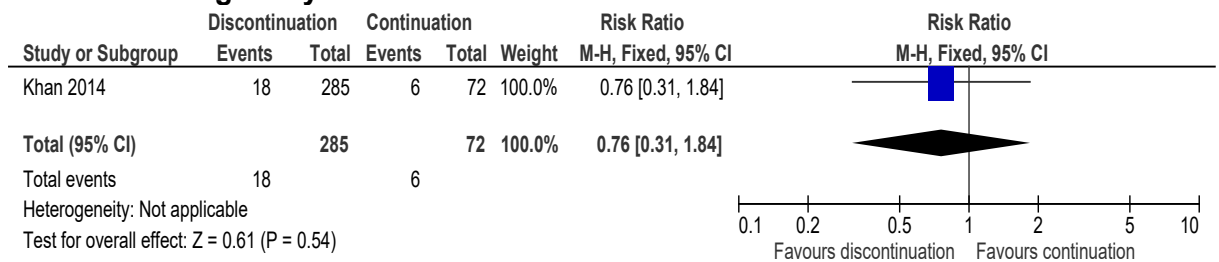 Discontinuation Continuation Risk Ratio Risk Ratio
Study or Subgroup Events Total Events Total Weight M-H, Fixed, 95% CI M-H, Fixed, 95% CI
Khan 2014 18 285 6 72 100.0% 0.76 [0.31, 1.84]
Total (95% CI) 285 72 100.0% 0.76 [0.31, 1.84]
Total events 18 6
Heterogeneity: Not applicable
Test for overall effect: Z = 0.61 (P = 0.54)
0.1 0.2 0.5 1 2 5 10
Favours discontinuation Favours continuation